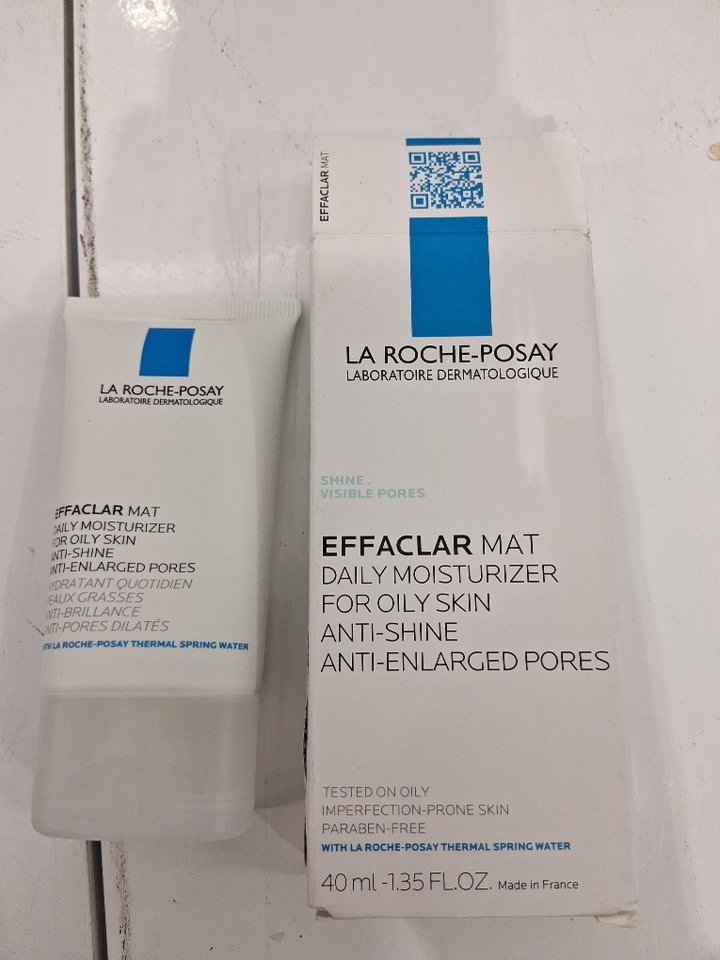 LA ROCHE-POSAY
LABORATOIRE DERMATOLOGIQUE
EFFACLAR MAT
DAILY MOISTURIZER
FOR OILY SKIN
ANTI-SHINE
ANTI-ENLARGED PORES
HYDRATANT QUOTIDIEN
PEAUX GRASSES
ANTI-BRILLANCE
ANTI-PORES DILATÉS
WITH LA ROCHE-POSAY THERMAL SPRING WATER
EFFACLAR MAT
LA ROCHE-POSAY
LABORATOIRE DERMATOLOGIQUE
SHINE .
VISIBLE PORES
EFFACLAR MAT
DAILY MOISTURIZER
FOR OILY SKIN
ANTI-SHINE
ANTI-ENLARGED PORES
TESTED ON OILY
IMPERFECTION-PRONE SKIN
PARABEN-FREE
WITH LA ROCHE-POSAY THERMAL SPRING WATER
40 ml -1.35 FL.OZ. Made in France